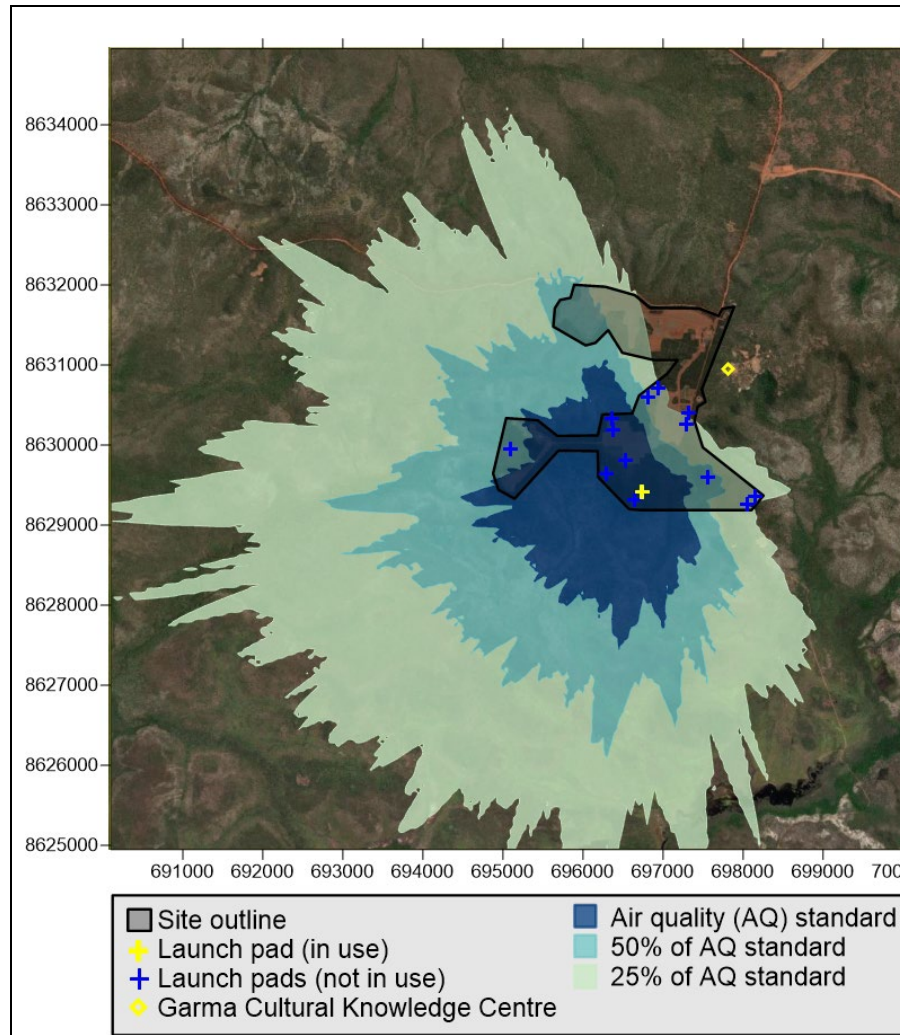 8634000
8633000
8632000
8631000
8630000
8629000
8628000
8627000
8626000
8625000
691000 692000 693000 694000 695000 696000 697000 698000 699000 700
Site outline
Launch pad (in use)
Launch pads (not in use)
Garma Cultural Knowledge Centre
Air quality (AQ) standard
50% of AQ standard
25% of AQ standard